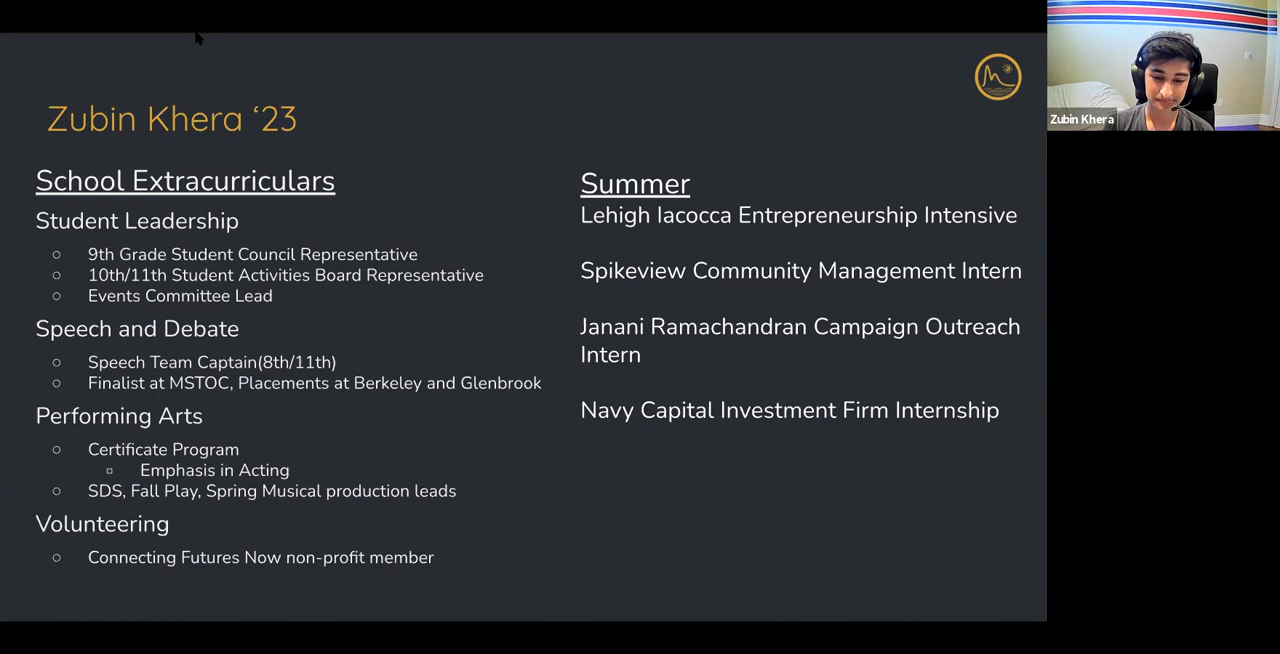 Zubin Khera ‘23
School Extracurriculars
Student Leadership
9th Grade Student Council Representative
10th/11th Student Activities Board Representative
Events Committee Lead
Speech and Debate
Speech Team Captain(8th/11th)
Finalist at MSTOC, Placements at Berkeley and Glenbrook
Performing Arts
Certificate Program
Emphasis in Acting
SDS, Fall Play, Spring Musical production leads
Volunteering
Connecting Futures Now non-profit member
Summer
Lehigh Iacocca Entrepreneurship Intensive
Spikeview Community Management Intern
Janani Ramachandran Campaign Outreach
Intern
Navy Capital Investment Firm Internship
Zubin Khera